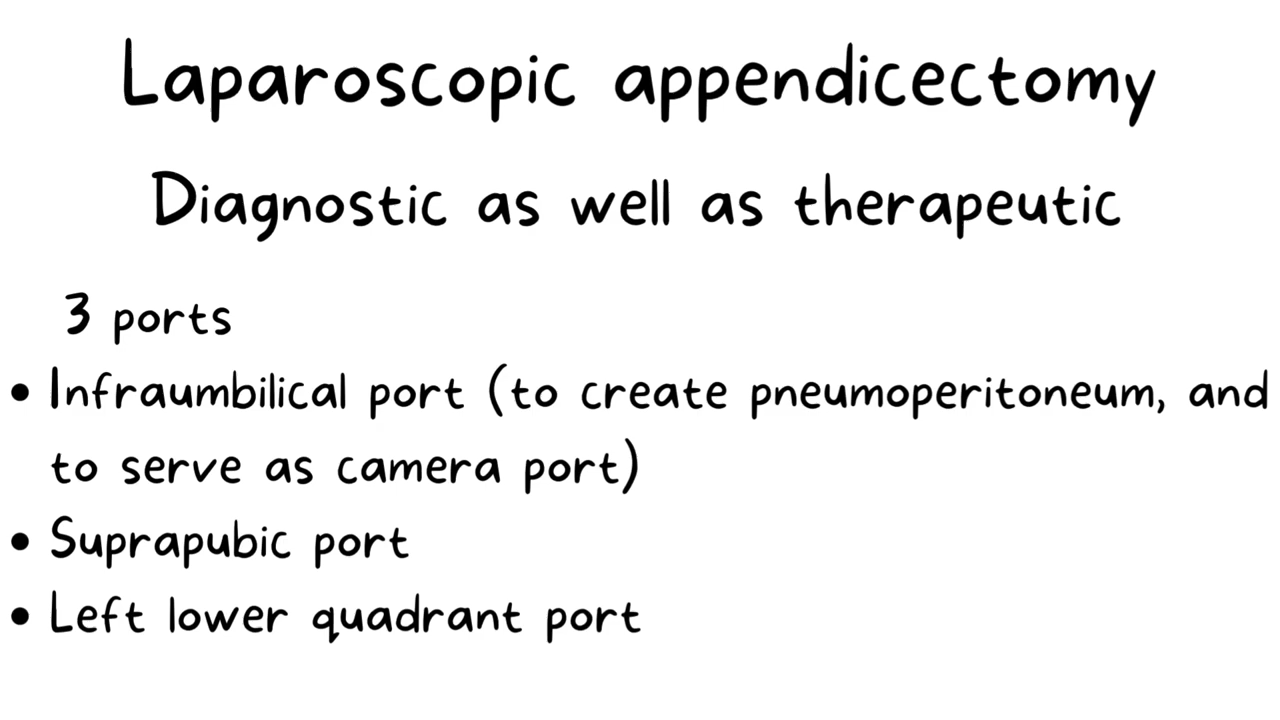 Laparoscopic appendicectomy
Diagnostic as well as therapeutic
3 ports
• Infraumbilical port (to create pneumoperitoneum, and
to serve as camera port)
• Suprapubic port
• Left lower quadrant port